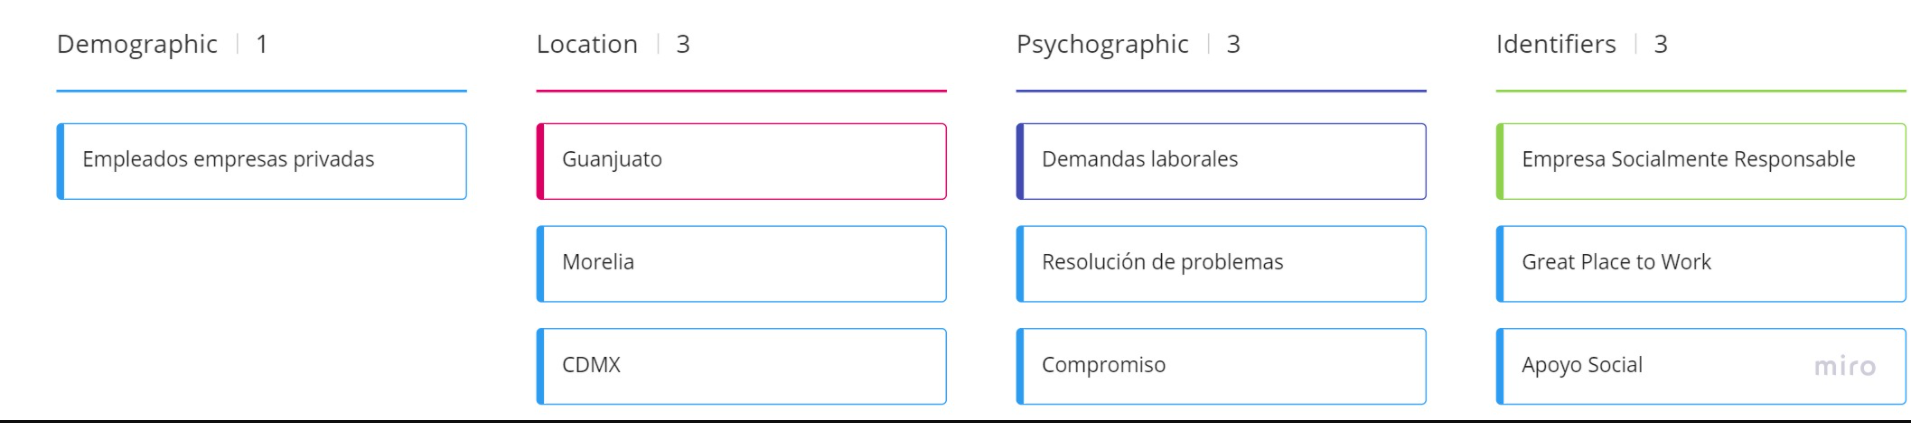 Demographic | 1
Empleados empresas privadas
Location | 3
Guanjuato
Morelia
CDMX
Psychographic | 3
Demandas laborales
Resolución de problemas
Compromiso
Identifiers | 3
Empresa Socialmente Responsable
Great Place to Work
Apoyo Social
miro